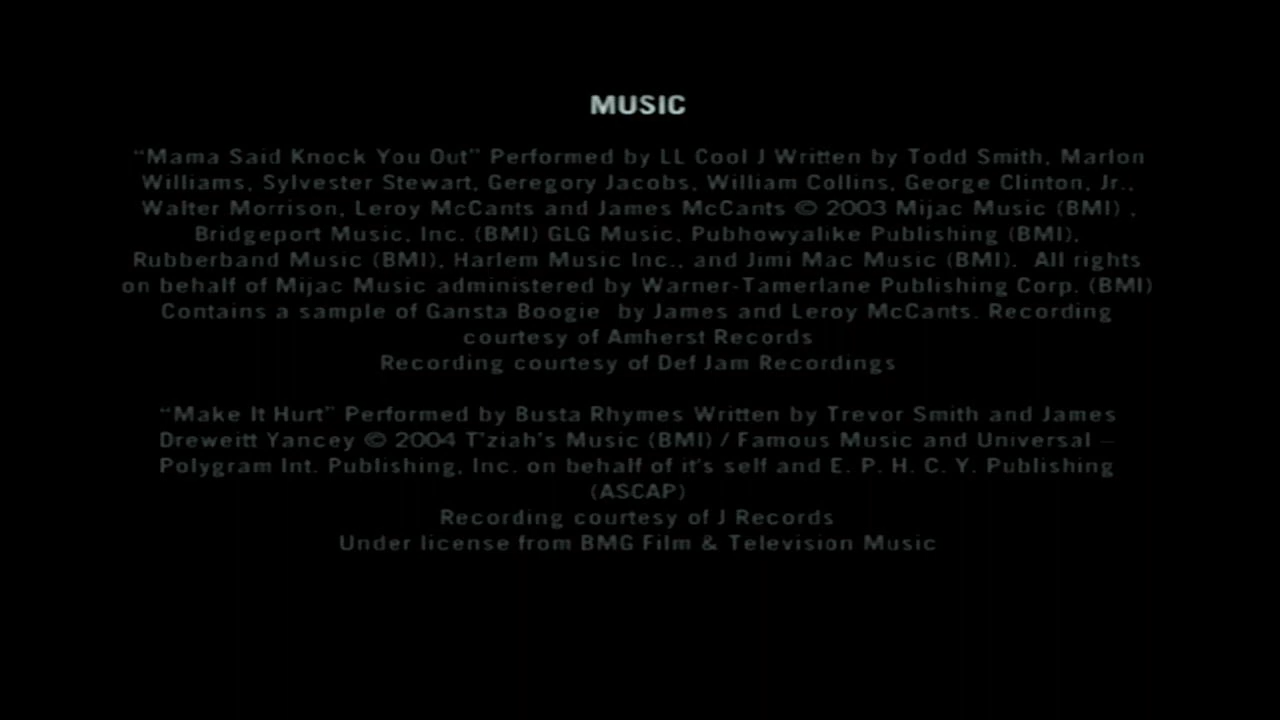 MUSIC
“Mama Said Knock You Out” Performed by LL Cool J Written by Todd Smith, Marlon
Williams, Sylvester Stewart, Geregory Jacobs, William Collins, George Clinton, Jr.,
Walter Morrison, Leroy McCants and James McCants © 2003 Mijac Music (BMI) ,
Bridgeport Music, Inc. (BMI) GLG Music, Pubhowyalike Publishing (BMI),
Rubberband Music (BMI), Harlem Music Inc., and Jimi Mac Music (BMI). All rights
on behalf of Mijac Music administered by Warner-Tamerlane Publishing Corp. (BMI)
Contains a sample of Gansta Boogie by James and Leroy McCants. Recording
courtesy of Amherst Records
Recording courtesy of Def Jam Recordings
“Make It Hurt” Performed by Busta Rhymes Written by Trevor Smith and James
Dreweitt Yancey © 2004 T'ziah's Music (BMI) / Famous Music and Universal –
Polygram Int. Publishing, Inc. on behalf of it's self and E. P. H. C. Y. Publishing
(ASCAP)
Recording courtesy of J Records
Under license from BMG Film & Television Music